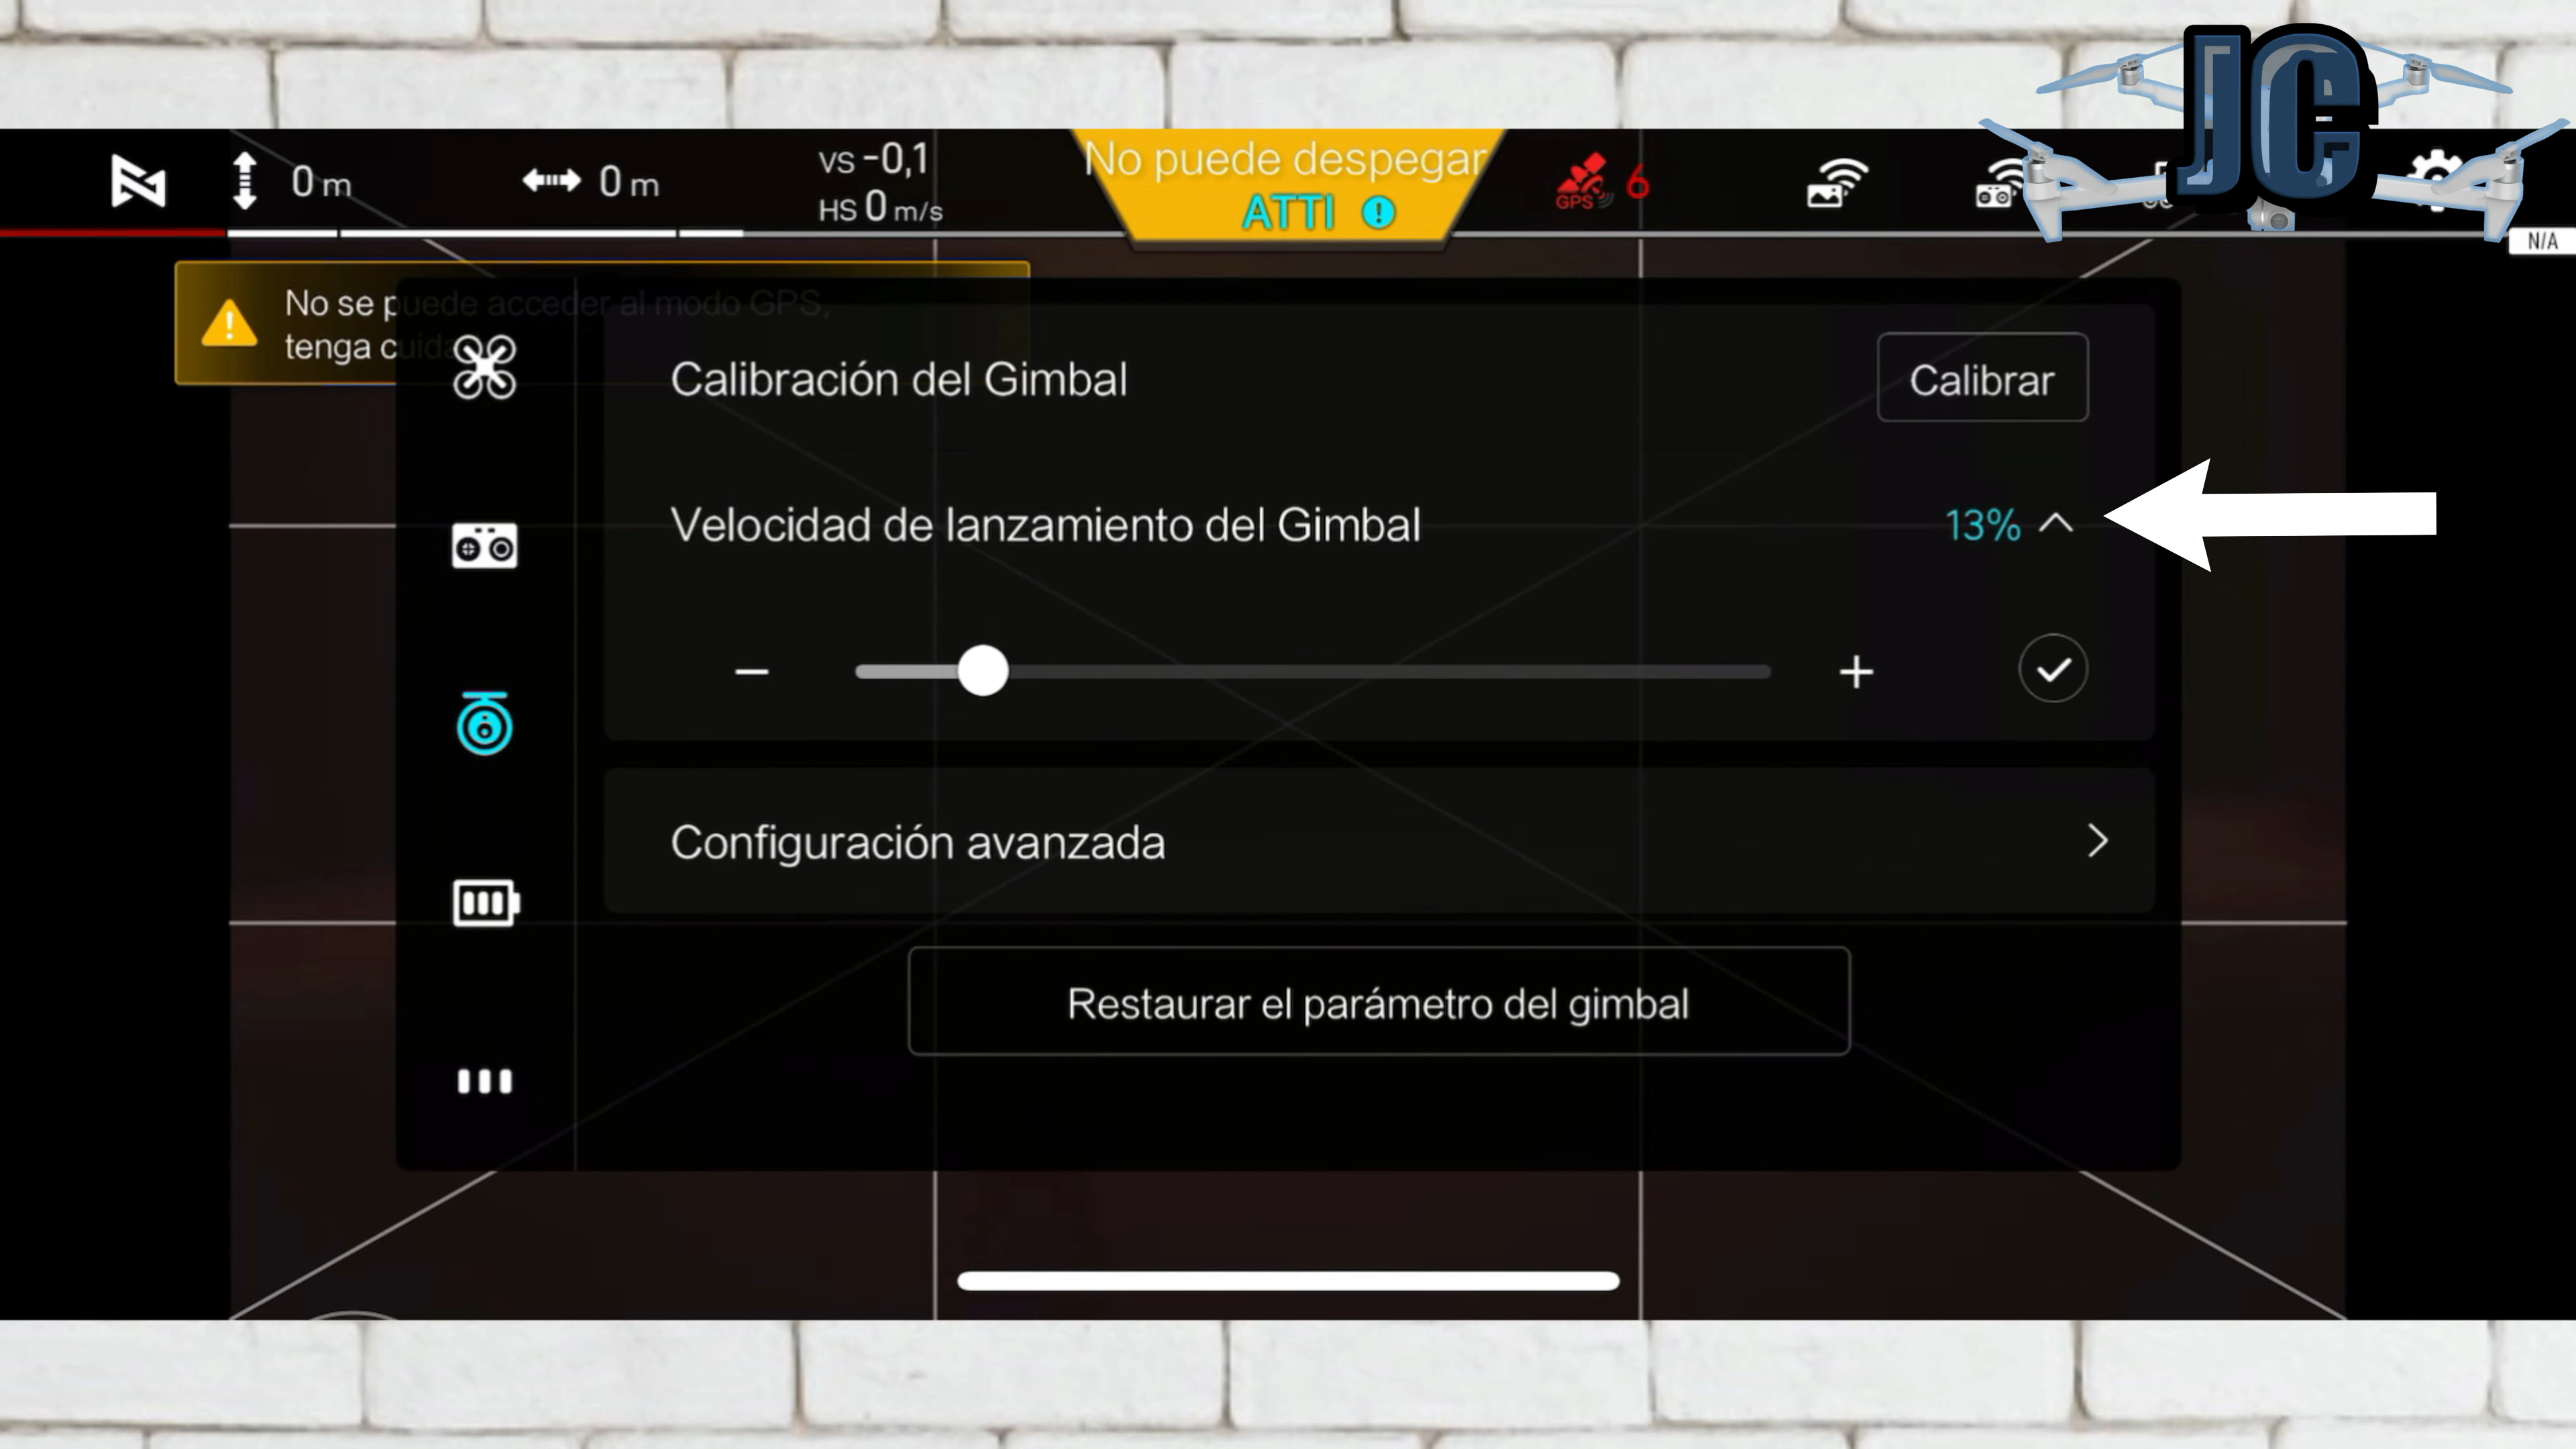 JC
0 m
0 m
VS -0,1
HS 0 m/s
No puede despegar
ATTI
GPS
6
N/A
No se puede acceder al modo GPS,
tenga cuida
Calibración del Gimbal
Calibrar
Velocidad de lanzamiento del Gimbal
13%
Configuración avanzada
Restaurar el parámetro del gimbal